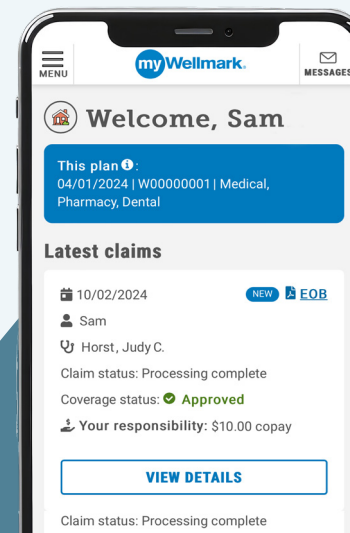 MENU
myWellmark.
MESSAGES
Welcome, Sam
This plan:
04/01/2024 | W00000001 | Medical,
Pharmacy, Dental
Latest claims
10/02/2024 NEW EOB
Sam
Horst, Judy C.
Claim status: Processing complete
Coverage status: Approved
Your responsibility: $10.00 copay
VIEW DETAILS
Claim status: Processing complete